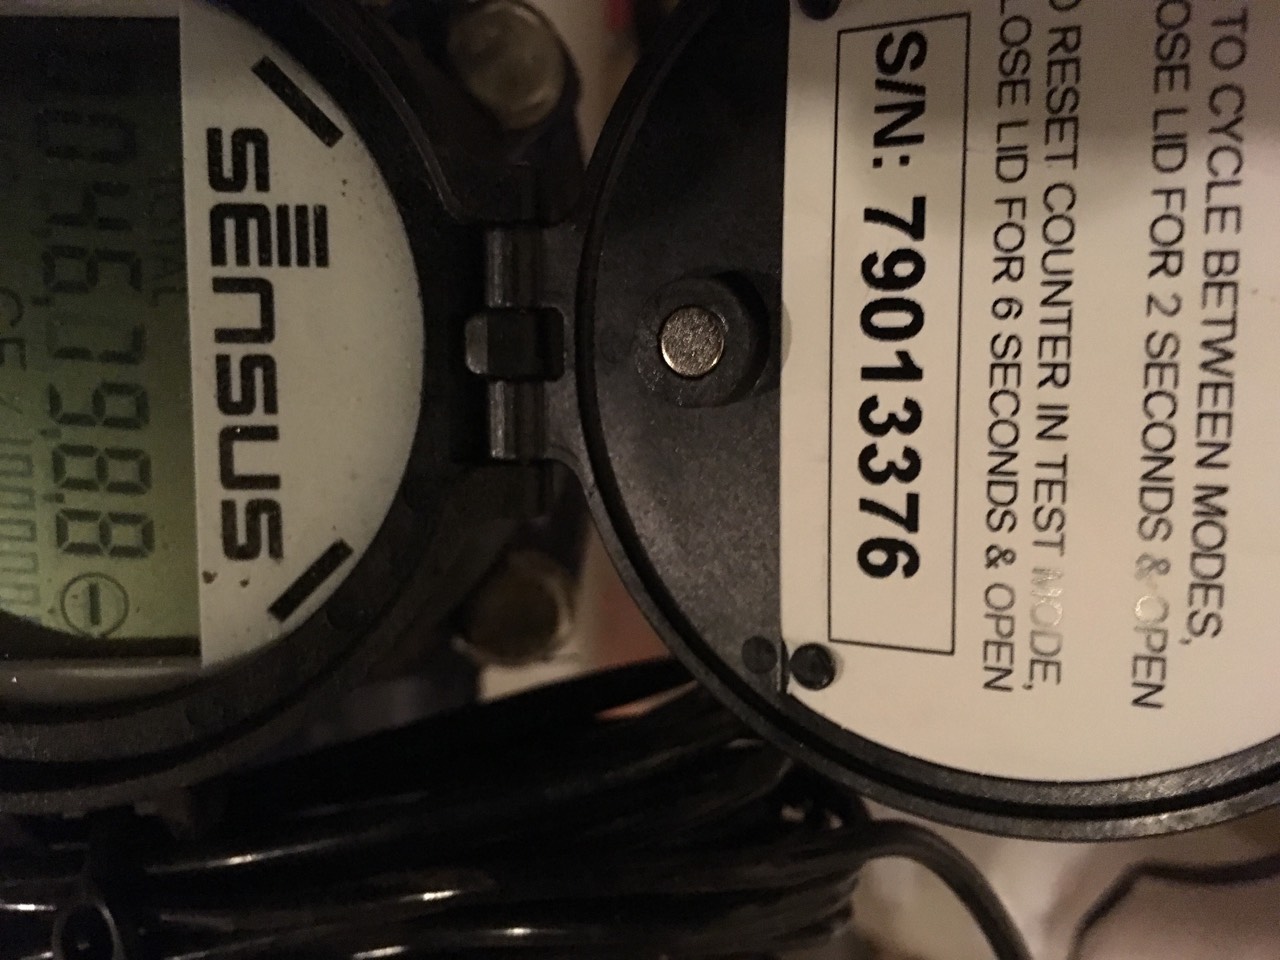 TO CYCLE BETWEEN MODES,
OSE LID FOR 2 SECONDS & OPEN
O RESET COUNTER IN TEST MODE,
LOSE LID FOR 6 SECONDS & OPEN
S/N: 79013376
SENSUS
TOTAL